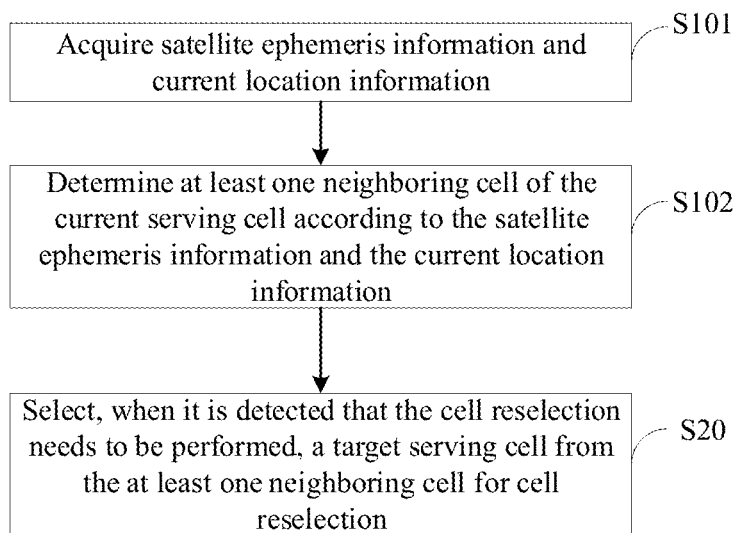 Acquire satellite ephemeris information and
current location information
S101
Determine at least one neighboring cell of the
current serving cell according to the satellite
ephemeris information and the current location
information
S102
Select, when it is detected that the cell reselection
needs to be performed, a target serving cell from
the at least one neighboring cell for cell
reselection
S20